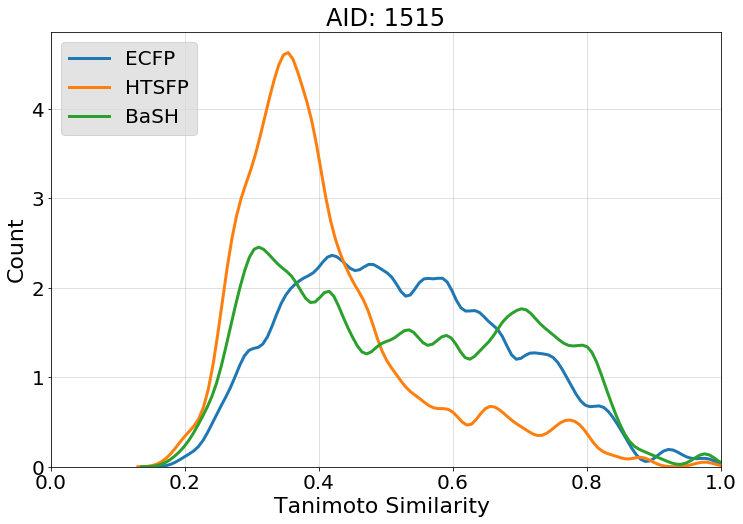 AID: 1515
ECFP
HTSFP
BaSH
Count
4
3
2
1
0
0.0 0.2 0.4 0.6 0.8 1.0
Tanimoto Similarity